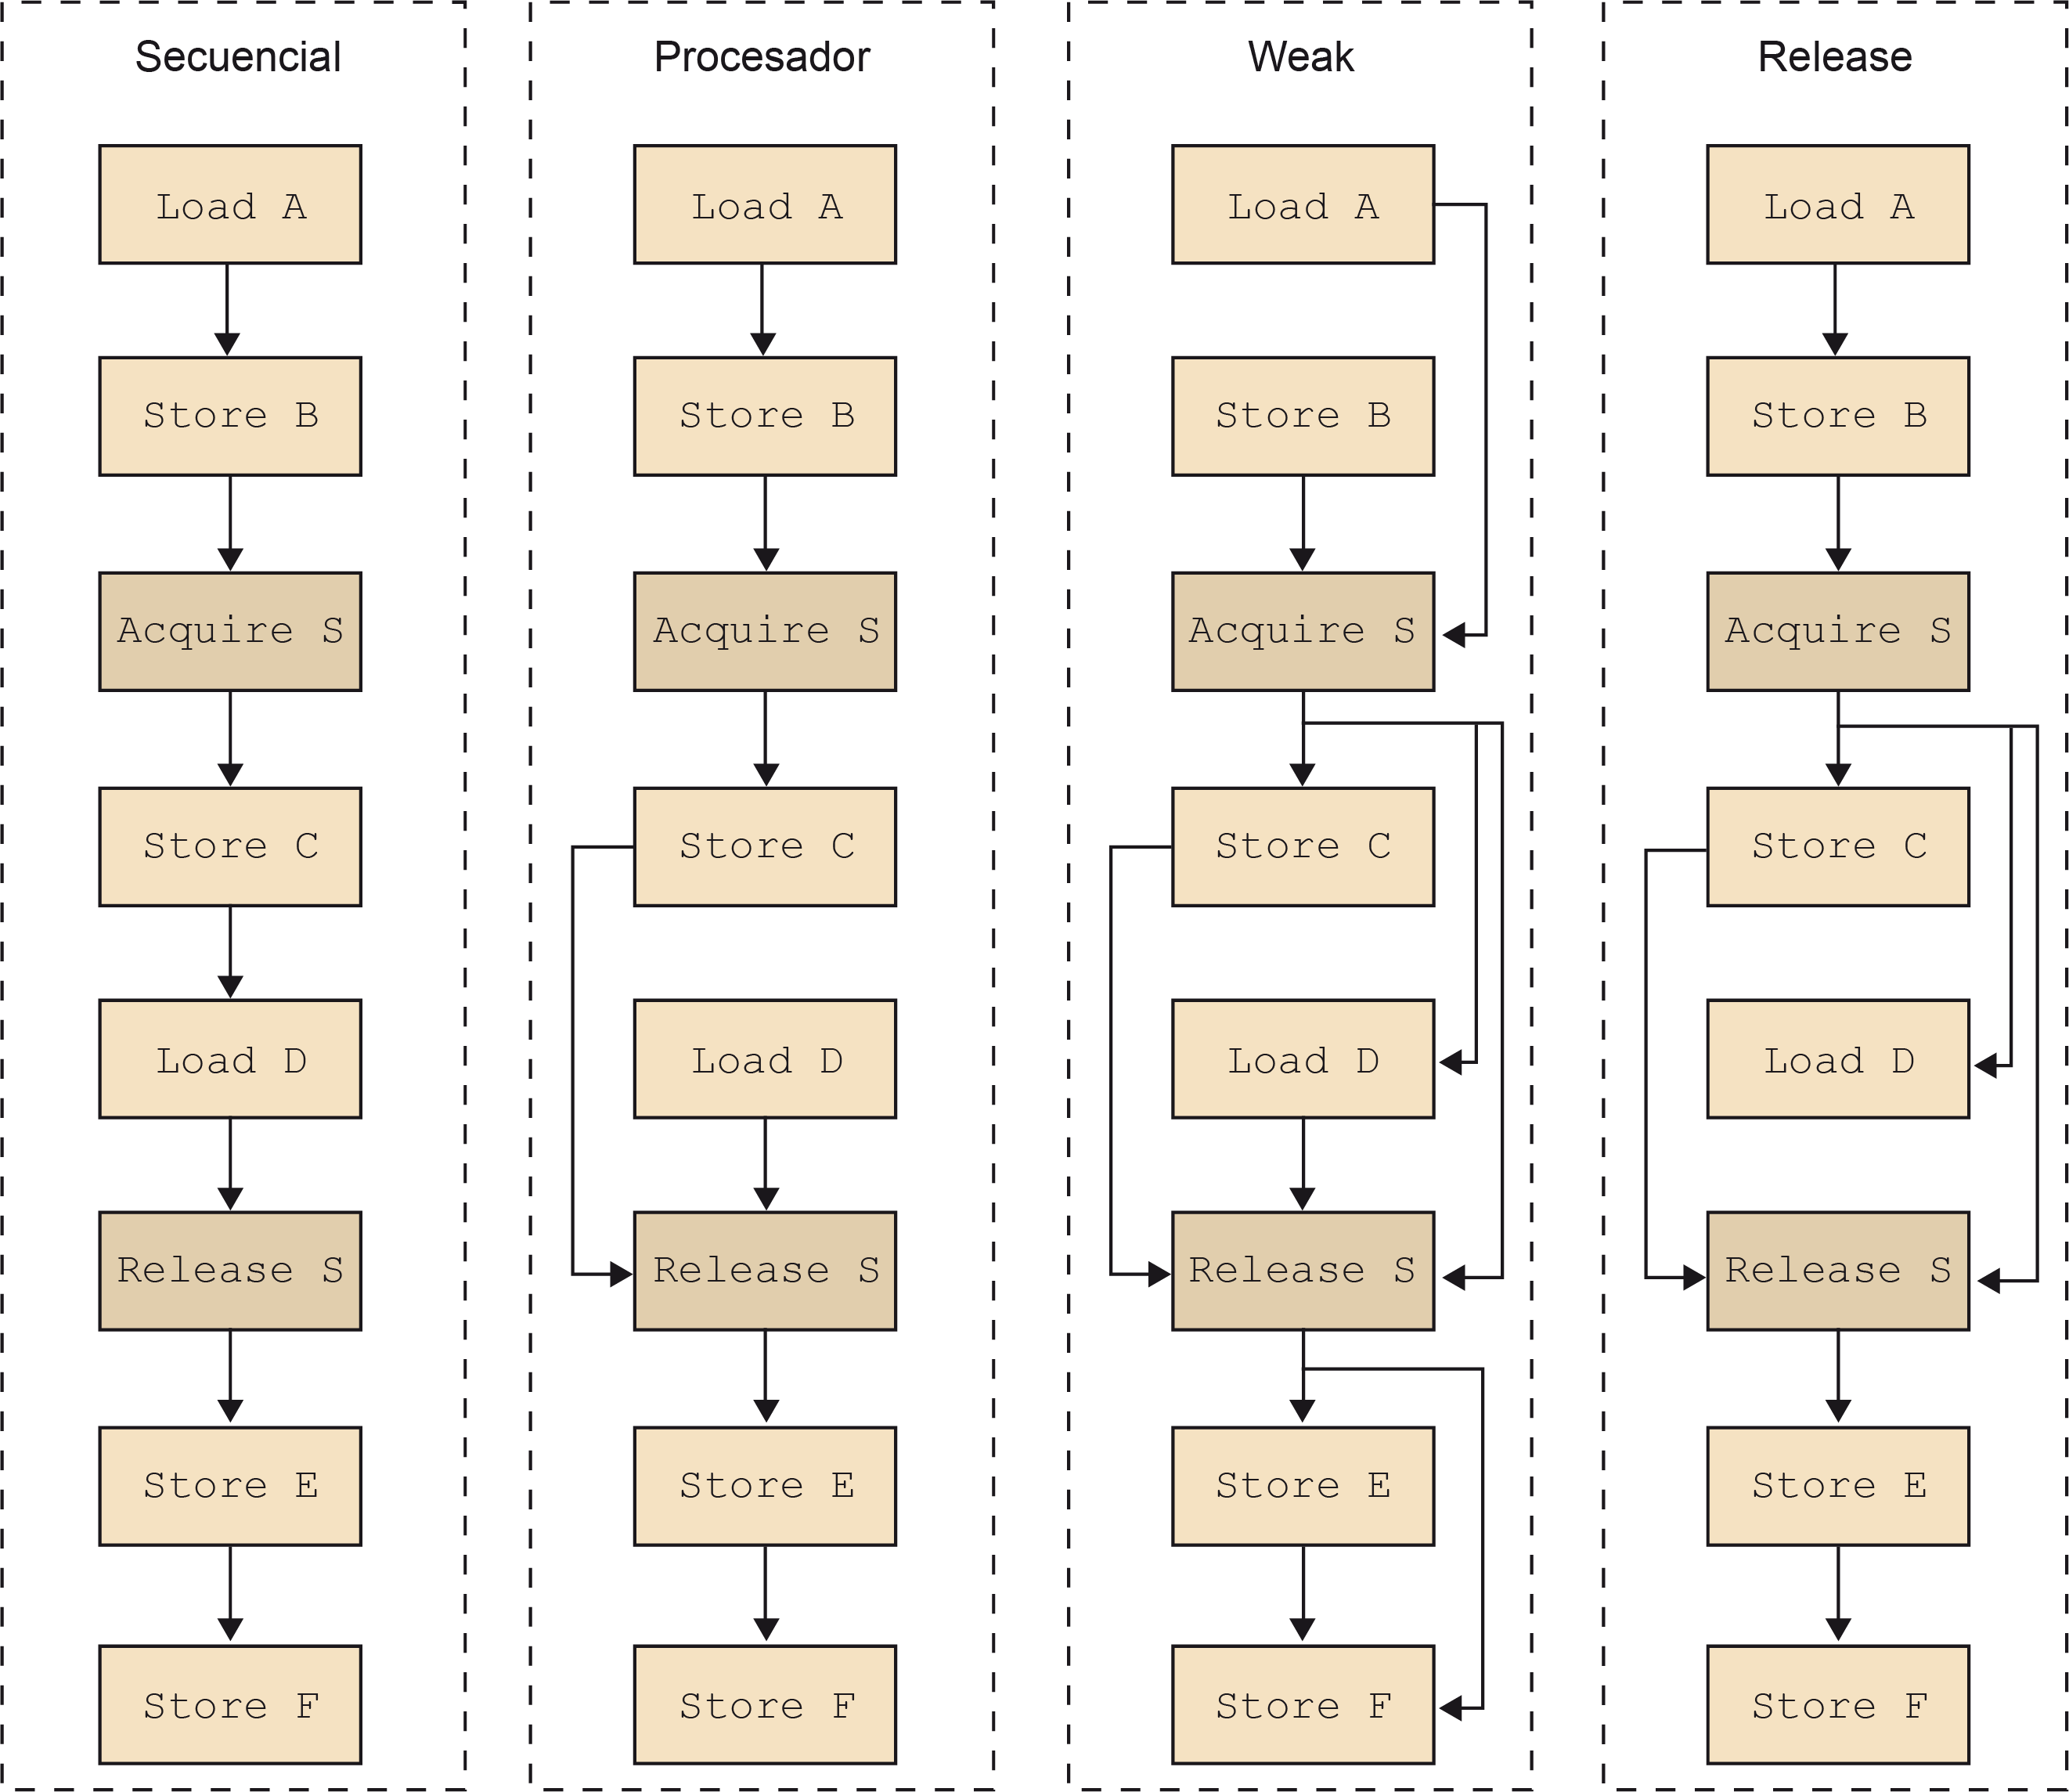 Secuencial
Load A
Store B
Acquire S
Store C
Load D
Release S
Store E
Store F
Procesador
Load A
Store B
Acquire S
Store C
Load D
Release S
Store E
Store F
Weak
Load A
Store B
Acquire S
Store C
Load D
Release S
Store E
Store F
Release
Load A
Store B
Acquire S
Store C
Load D
Release S
Store E
Store F